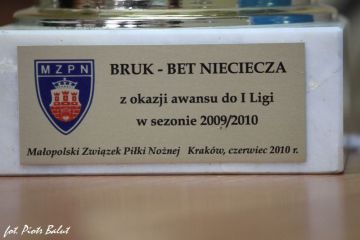 MZPN
BRUK - BET NIECIECZA
z okazji awansu do I Ligi
w sezonie 2009/2010
Małopolski Związek Piłki Nożnej Kraków, czerwiec 2010 r.
fot. Piotr Balut